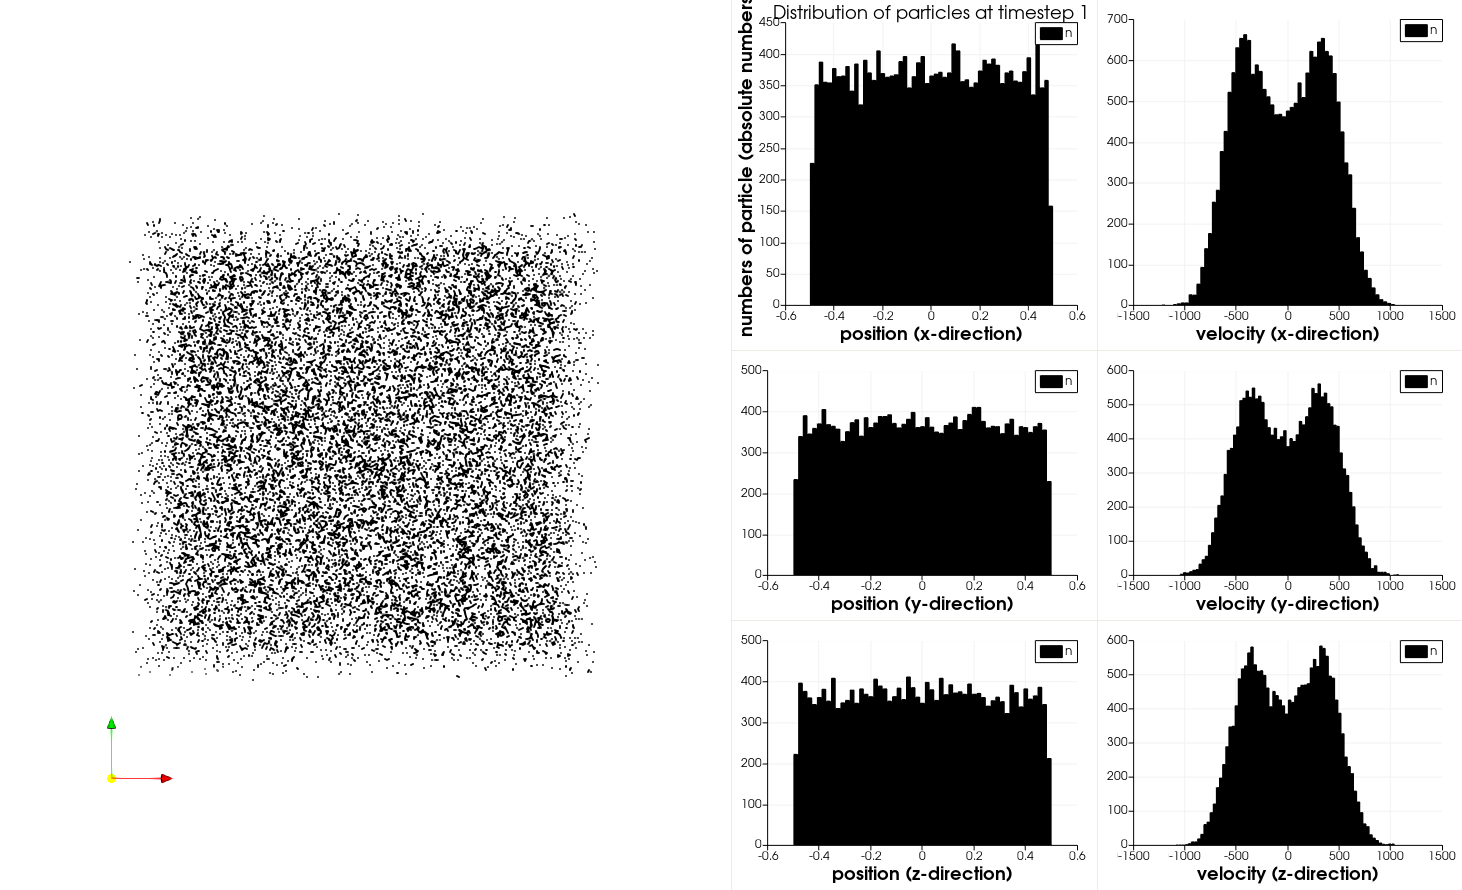 Distribution of particles at timestep 1
numbers of particle (absolute numbers
450
400
350
300
250
200
150
100
50
0
n
-0.6 -0.4 -0.2 0 0.2 0.4 0.6
position (x-direction)
700
600
500
400
300
200
100
0
n
-1500 -1000 -500 0 500 1000 1500
velocity (x-direction)
500
400
300
200
100
0
n
-0.6 -0.4 -0.2 0 0.2 0.4 0.6
position (y-direction)
600
500
400
300
200
100
0
n
-1500 -1000 -500 0 500 1000 1500
velocity (y-direction)
500
400
300
200
100
0
n
-0.6 -0.4 -0.2 0 0.2 0.4 0.6
position (z-direction)
600
500
400
300
200
100
0
n
-1500 -1000 -500 0 500 1000 1500
velocity (z-direction)